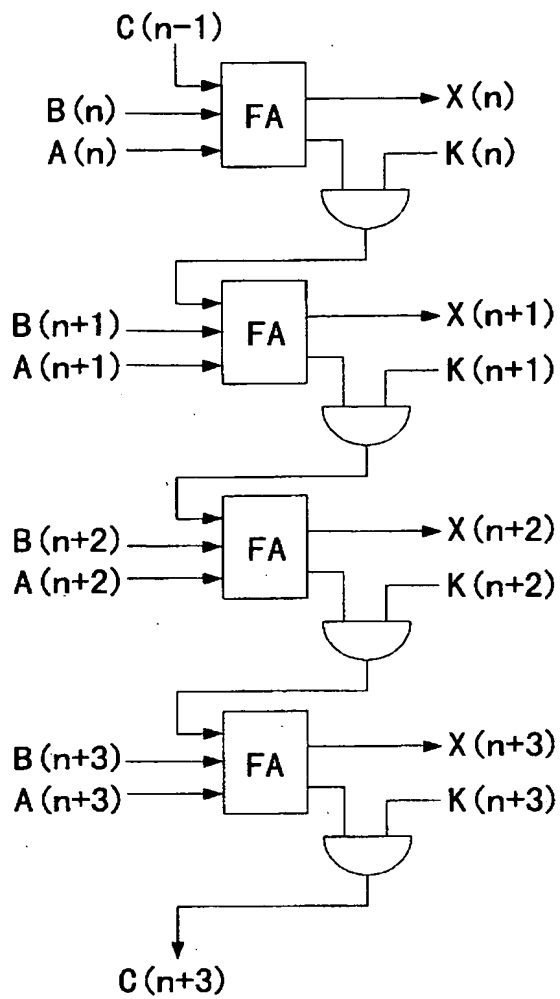 C(n-1)
B(n)
A(n)
FA
X(n)
K(n)
B(n+1)
A(n+1)
FA
X(n+1)
K(n+1)
B(n+2)
A(n+2)
FA
X(n+2)
K(n+2)
B(n+3)
A(n+3)
FA
X(n+3)
K(n+3)
C(n+3)